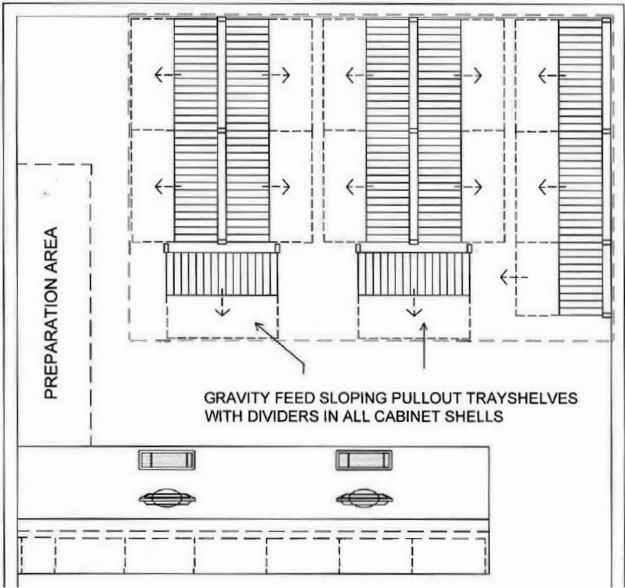 PREPARATION AREA
GRAVITY FEED SLOPING PULLOUT TRAYSHELVES
WITH DIVIDERS IN ALL CABINET SHELLS